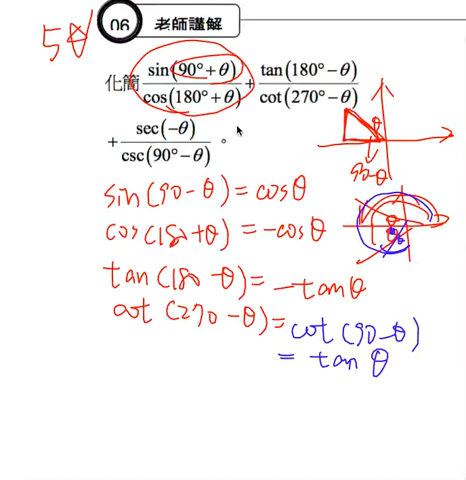 5θ
06 老師講解
化簡 sin(90°+θ)/cos(180°+θ) + tan(180°−θ)/cot(270°−θ)
+ sec(−θ)/csc(90°−θ) 。
θ
90-θ
sin(90-θ)=cosθ
cos(180+θ)=-cosθ
θ
θ
tan(180-θ)=-tanθ
cot(270-θ)=cot(90-θ)
= tan θ